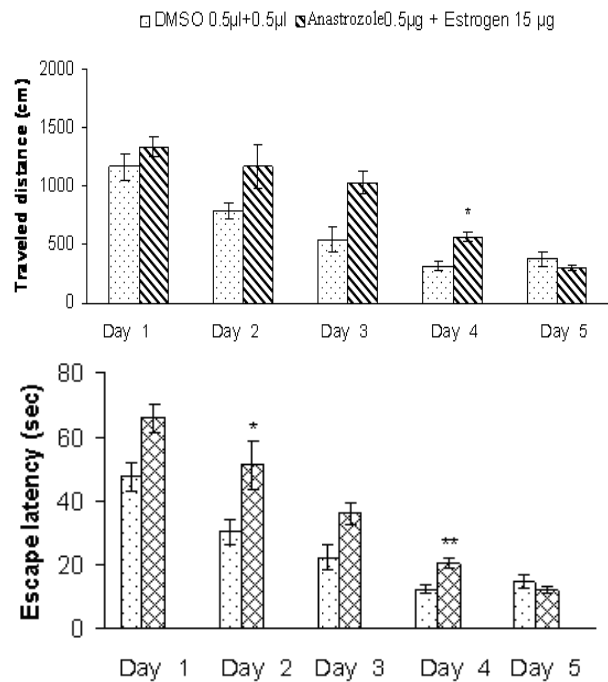 DMSO 0.5µl+0.5µl Anastrozole0.5µg + Estrogen 15 µg
Traveled distance (cm)
2000
1500
1000
500
0
*
Day 1 Day 2 Day 3 Day 4 Day 5
Escape latency (sec)
80
60
40
20
0
*
**
Day 1 Day 2 Day 3 Day 4 Day 5